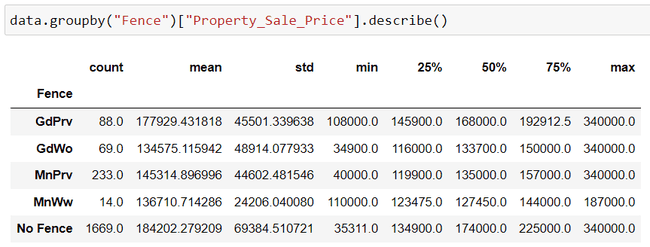 data.groupby("Fence")["Property_Sale_Price"].describe()
count mean std min 25% 50% 75% max
Fence
GdPrv 88.0 177929.431818 45501.339638 108000.0 145900.0 168000.0 192912.5 340000.0
GdWo 69.0 134575.115942 48914.077933 34900.0 116000.0 133700.0 150000.0 340000.0
MnPrv 233.0 145314.896996 44602.481546 40000.0 119900.0 135000.0 157000.0 340000.0
MnWw 14.0 136710.714286 24206.040080 110000.0 123475.0 127450.0 144000.0 187000.0
No Fence 1669.0 184202.279209 69384.510721 35311.0 134900.0 174000.0 225000.0 340000.0